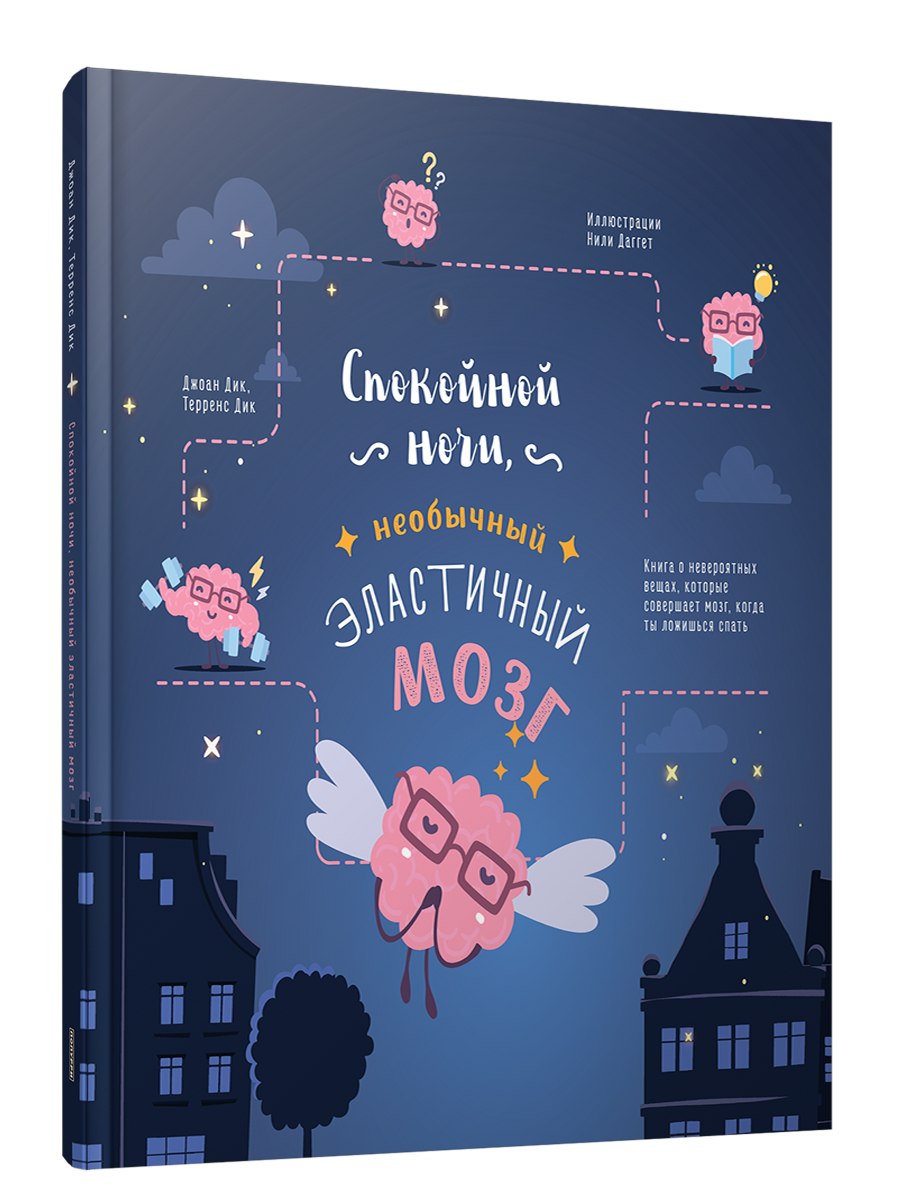 Иллюстрации
Нили Даггет
Джоан Дик,
Терренс Дик
Спокойной
ночи,
необычный
эластичный
мозг
Книга о невероятных
вещах, которые
совершает мозг, когда
ты ложишься спать
Джоан Дик, Терренс Дик Спокойной ночи, необычный эластичный мозг
ПОПУРРИ